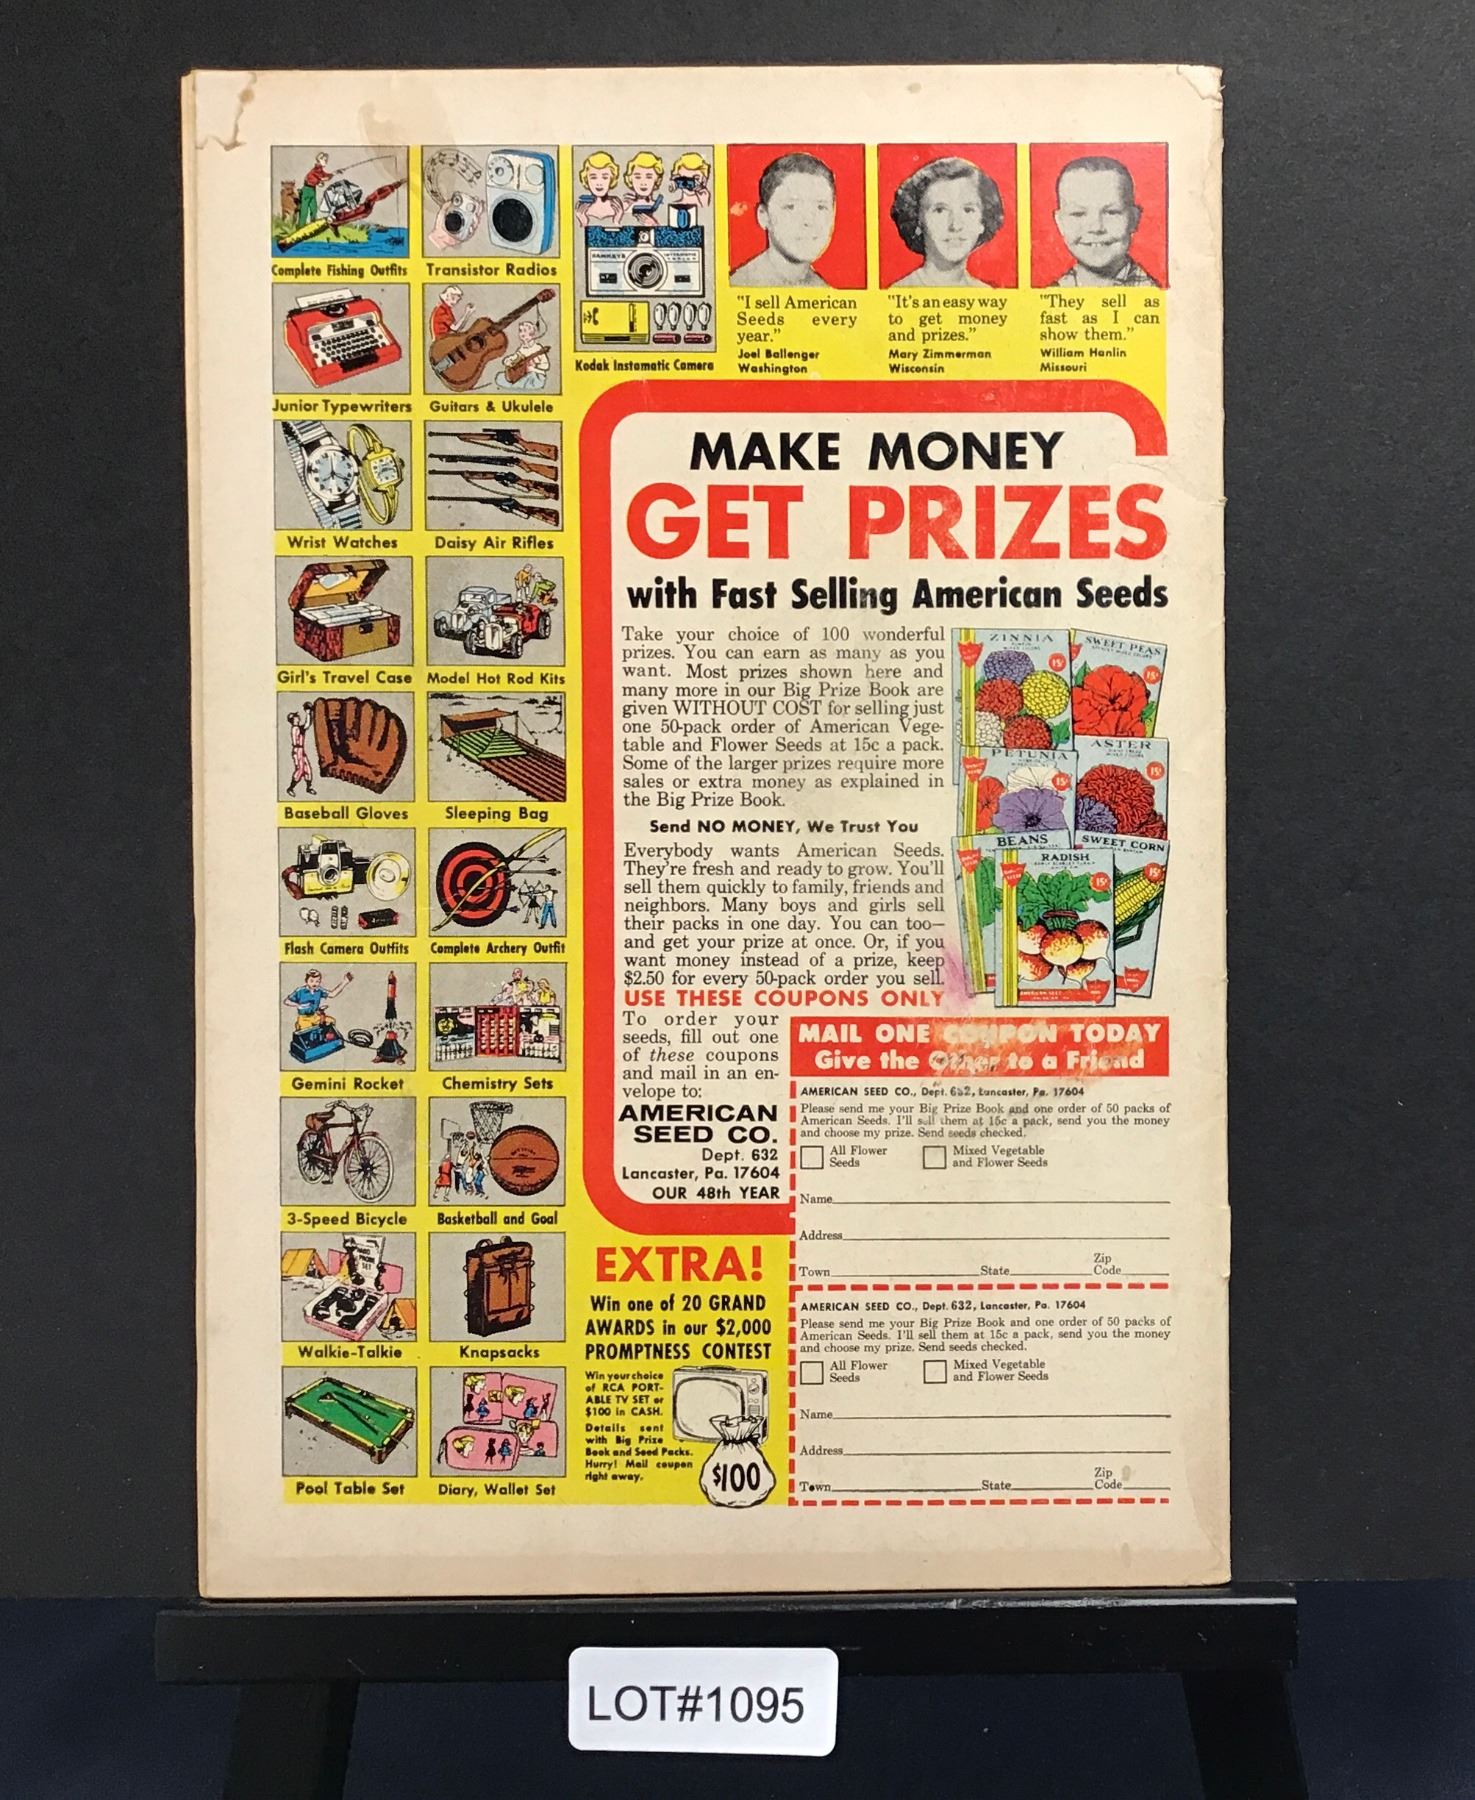 Complete Fishing Outfits
Transistor Radios
Junior Typewriters
Guitars & Ukulele
Wrist Watches
Daisy Air Rifles
Girl's Travel Case
Model Hot Rod Kits
Baseball Gloves
Sleeping Bag
Flash Camera Outfits
Complete Archery Outfit
Gemini Rocket
Chemistry Sets
3-Speed Bicycle
Basketball and Goal
Walkie-Talkie
Knapsacks
Pool Table Set
Diary, Wallet Set
Kodak Instamatic Camera
"I sell American
Seeds every
year."
Joel Ballenger
Washington
"It's an easy way
to get money
and prizes."
Mary Zimmerman
Wisconsin
"They sell as
fast as I can
show them."
William Hanlin
Missouri
MAKE MONEY
GET PRIZES
with Fast Selling American Seeds
Take your choice of 100 wonderful
prizes. You can earn as many as you
want. Most prizes shown here and
many more in our Big Prize Book are
given WITHOUT COST for selling just
one 50-pack order of American Vege-
table and Flower Seeds at 15c a pack.
Some of the larger prizes require more
sales or extra money as explained in
the Big Prize Book.
Send NO MONEY, We Trust You
Everybody wants American Seeds.
They're fresh and ready to grow. You'll
sell them quickly to family, friends and
neighbors. Many boys and girls sell
their packs in one day. You can too—
and get your prize at once. Or, if you
want money instead of a prize, keep
$2.50 for every 50-pack order you sell.
USE THESE COUPONS ONLY
To order your
seeds, fill out one
of these coupons
and mail in an en-
velope to:
AMERICAN
SEED CO.
Dept. 632
Lancaster, Pa. 17604
OUR 48th YEAR
ZINNIA
15¢
SWEET PEAS
15¢
PETUNIA
15¢
ASTER
15¢
BEANS
SWEET CORN
15¢
RADISH
15¢
AMERICAN SEED
MAIL ONE COUPON TODAY
Give the Other to a Friend
AMERICAN SEED CO., Dept. 632, Lancaster, Pa. 17604
Please send me your Big Prize Book and one order of 50 packs of
American Seeds. I'll sell them at 15c a pack, send you the money
and choose my prize. Send seeds checked.
All Flower
Seeds
Mixed Vegetable
and Flower Seeds
Name
Address
Town State Zip Code
AMERICAN SEED CO., Dept. 632, Lancaster, Pa. 17604
Please send me your Big Prize Book and one order of 50 packs of
American Seeds. I'll sell them at 15c a pack, send you the money
and choose my prize. Send seeds checked.
All Flower
Seeds
Mixed Vegetable
and Flower Seeds
Name
Address
Town State Zip Code
EXTRA!
Win one of 20 GRAND
AWARDS in our $2,000
PROMPTNESS CONTEST
Win your choice
of RCA PORT-
ABLE TV SET or
$100 in CASH.
Details sent
with Big Prize
Book and Seed Packs.
Hurry! Mail coupon
right away.
$100
LOT#1095